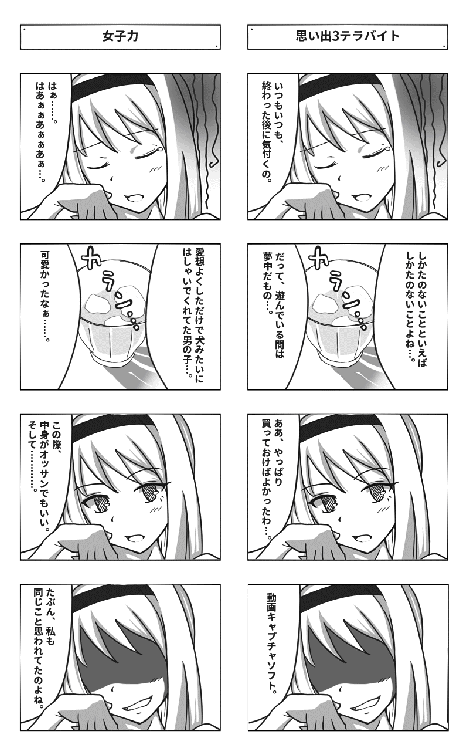 思い出3テラバイト
いつもいつも、
終わった後に気付くの。
しかたのないことといえば
しかたのないことよね…。
カラン…。
だって、遊んでいる間は
夢中だもの…。
ああ、やっぱり
買っておけばよかったわ…。
動画キャプチャソフト。
女子力
はぁ……。
はあぁぁあぁぁあぁ…。
愛想よくしただけで犬みたいに
はしゃいでくれてた男の子…。
カラン…。
可愛かったなぁ……。
この際、
中身がオッサンでもいい。
そして…………。
たぶん、私も
同じこと思われてたのよね。